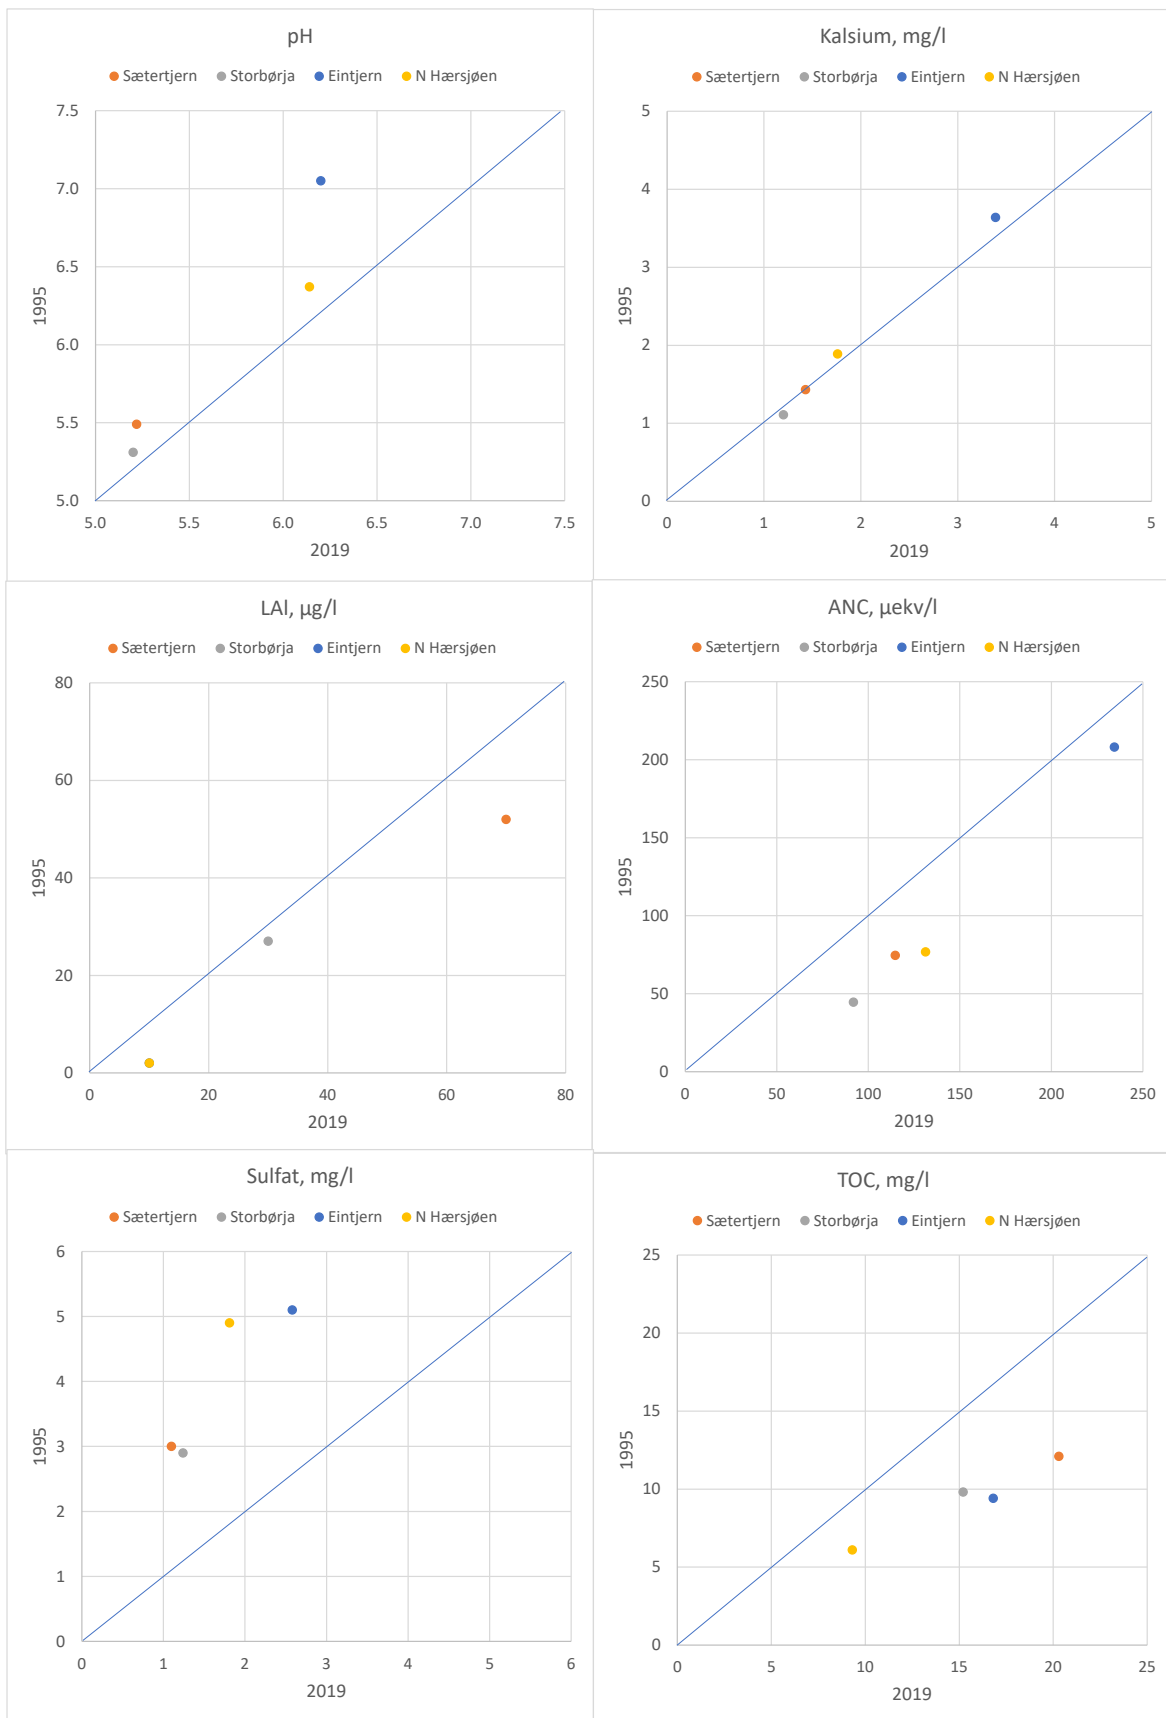 pH
Sætertjern Storbørja Eintjern N Hærsjøen
7.5
7.0
6.5
6.0
5.5
5.0
1995
5.0 5.5 6.0 6.5 7.0 7.5
2019
Kalsium, mg/l
Sætertjern Storbørja Eintjern N Hærsjøen
5
4
3
2
1
0
1995
0 1 2 3 4 5
2019
LAl, µg/l
Sætertjern Storbørja Eintjern N Hærsjøen
80
60
40
20
0
1995
0 20 40 60 80
2019
ANC, µekv/l
Sætertjern Storbørja Eintjern N Hærsjøen
250
200
150
100
50
0
1995
0 50 100 150 200 250
2019
Sulfat, mg/l
Sætertjern Storbørja Eintjern N Hærsjøen
6
5
4
3
2
1
0
1995
0 1 2 3 4 5 6
2019
TOC, mg/l
Sætertjern Storbørja Eintjern N Hærsjøen
25
20
15
10
5
0
1995
0 5 10 15 20 25
2019